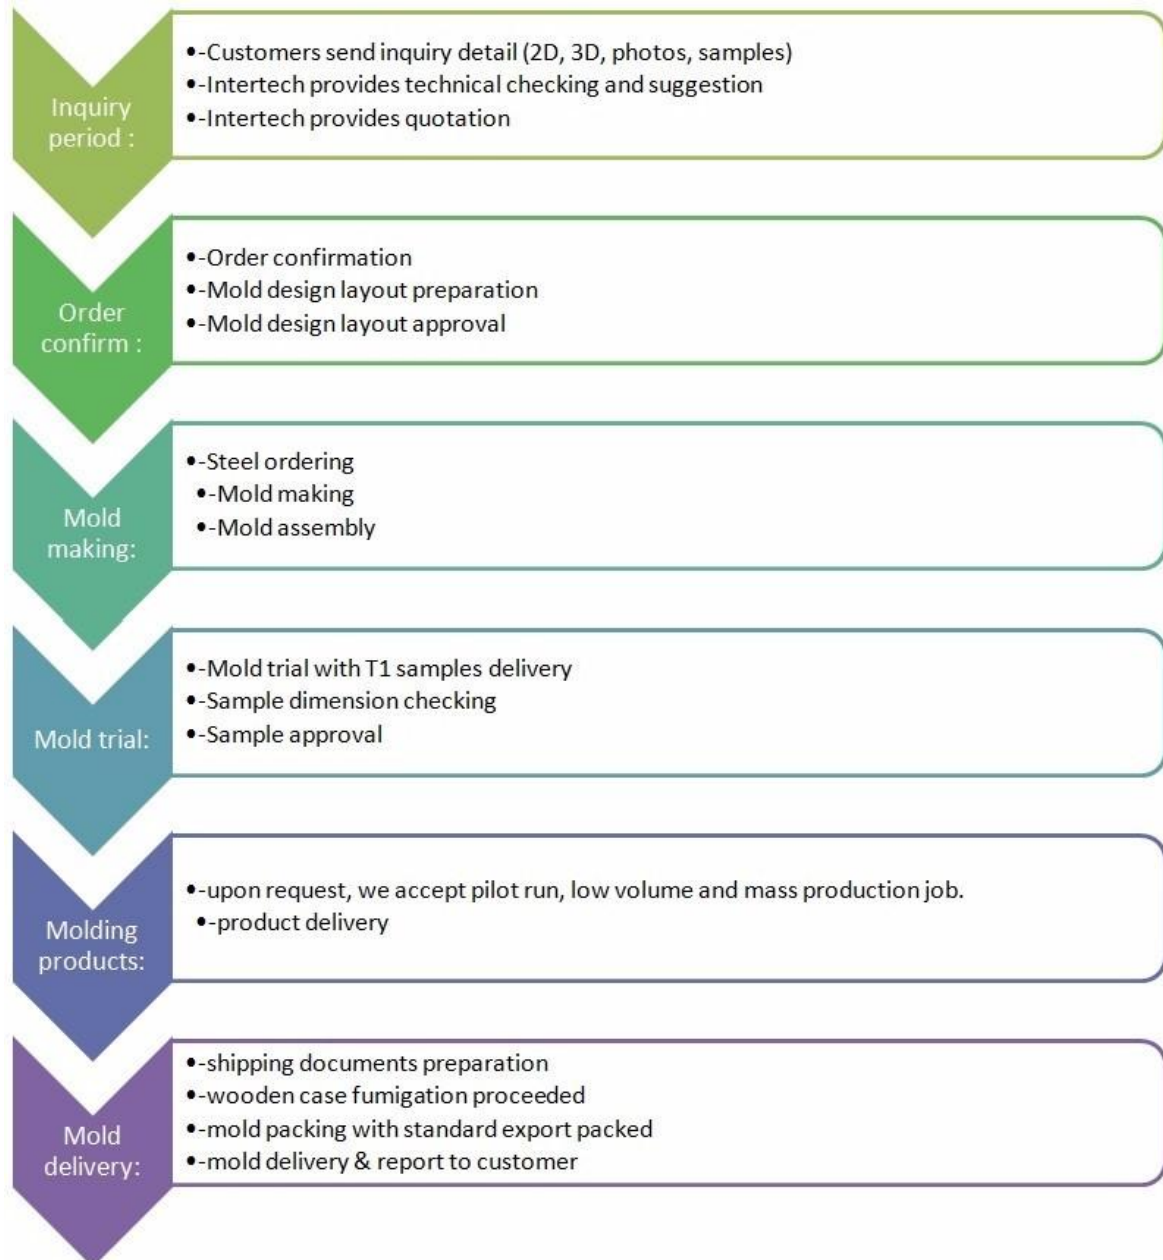 Inquiry
period :
•-Customers send inquiry detail (2D, 3D, photos, samples)
•-Intertech provides technical checking and suggestion
•-Intertech provides quotation
Order
confirm :
•-Order confirmation
•-Mold design layout preparation
•-Mold design layout approval
Mold
making:
•-Steel ordering
•-Mold making
•-Mold assembly
Mold trial:
•-Mold trial with T1 samples delivery
•-Sample dimension checking
•-Sample approval
Molding
products:
•-upon request, we accept pilot run, low volume and mass production job.
•-product delivery
Mold
delivery:
•-shipping documents preparation
•-wooden case fumigation proceeded
•-mold packing with standard export packed
•-mold delivery & report to customer